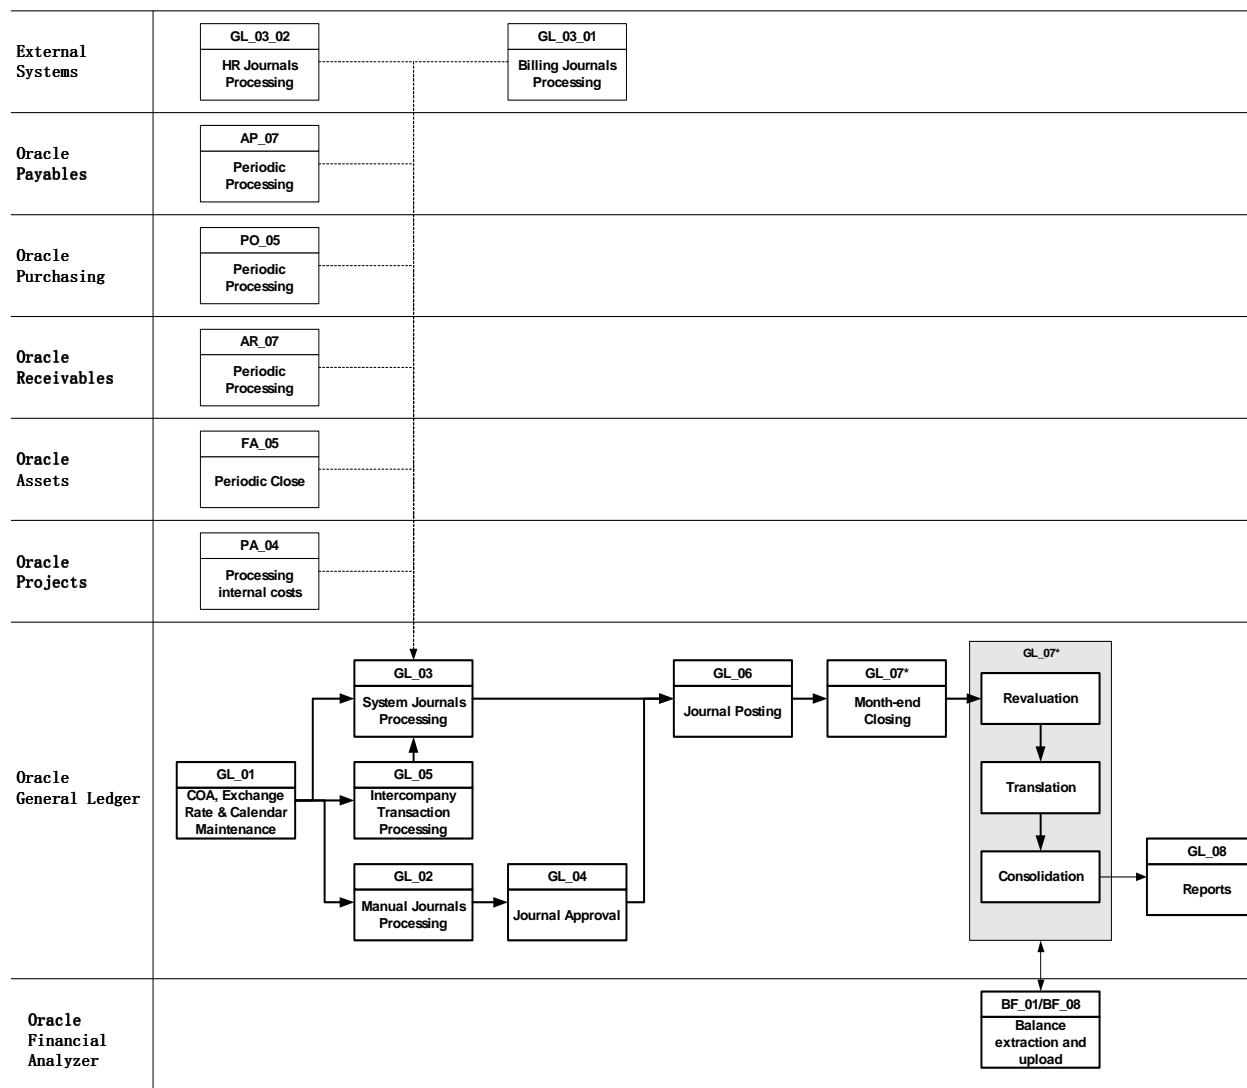 External
Systems
GL_03_02
HR Journals
Processing
GL_03_01
Billing Journals
Processing
Oracle
Payables
AP_07
Periodic
Processing
Oracle
Purchasing
PO_05
Periodic
Processing
Oracle
Receivables
AR_07
Periodic
Processing
Oracle
Assets
FA_05
Periodic Close
Oracle
Projects
PA_04
Processing
internal costs
Oracle
General Ledger
GL_01
COA, Exchange
Rate & Calendar
Maintenance
GL_03
System Journals
Processing
GL_05
Intercompany
Transaction
Processing
GL_02
Manual Journals
Processing
GL_04
Journal Approval
GL_06
Journal Posting
GL_07*
Month-end
Closing
GL_07*
Revaluation
Translation
Consolidation
GL_08
Reports
Oracle
Financial
Analyzer
BF_01/BF_08
Balance
extraction and
upload